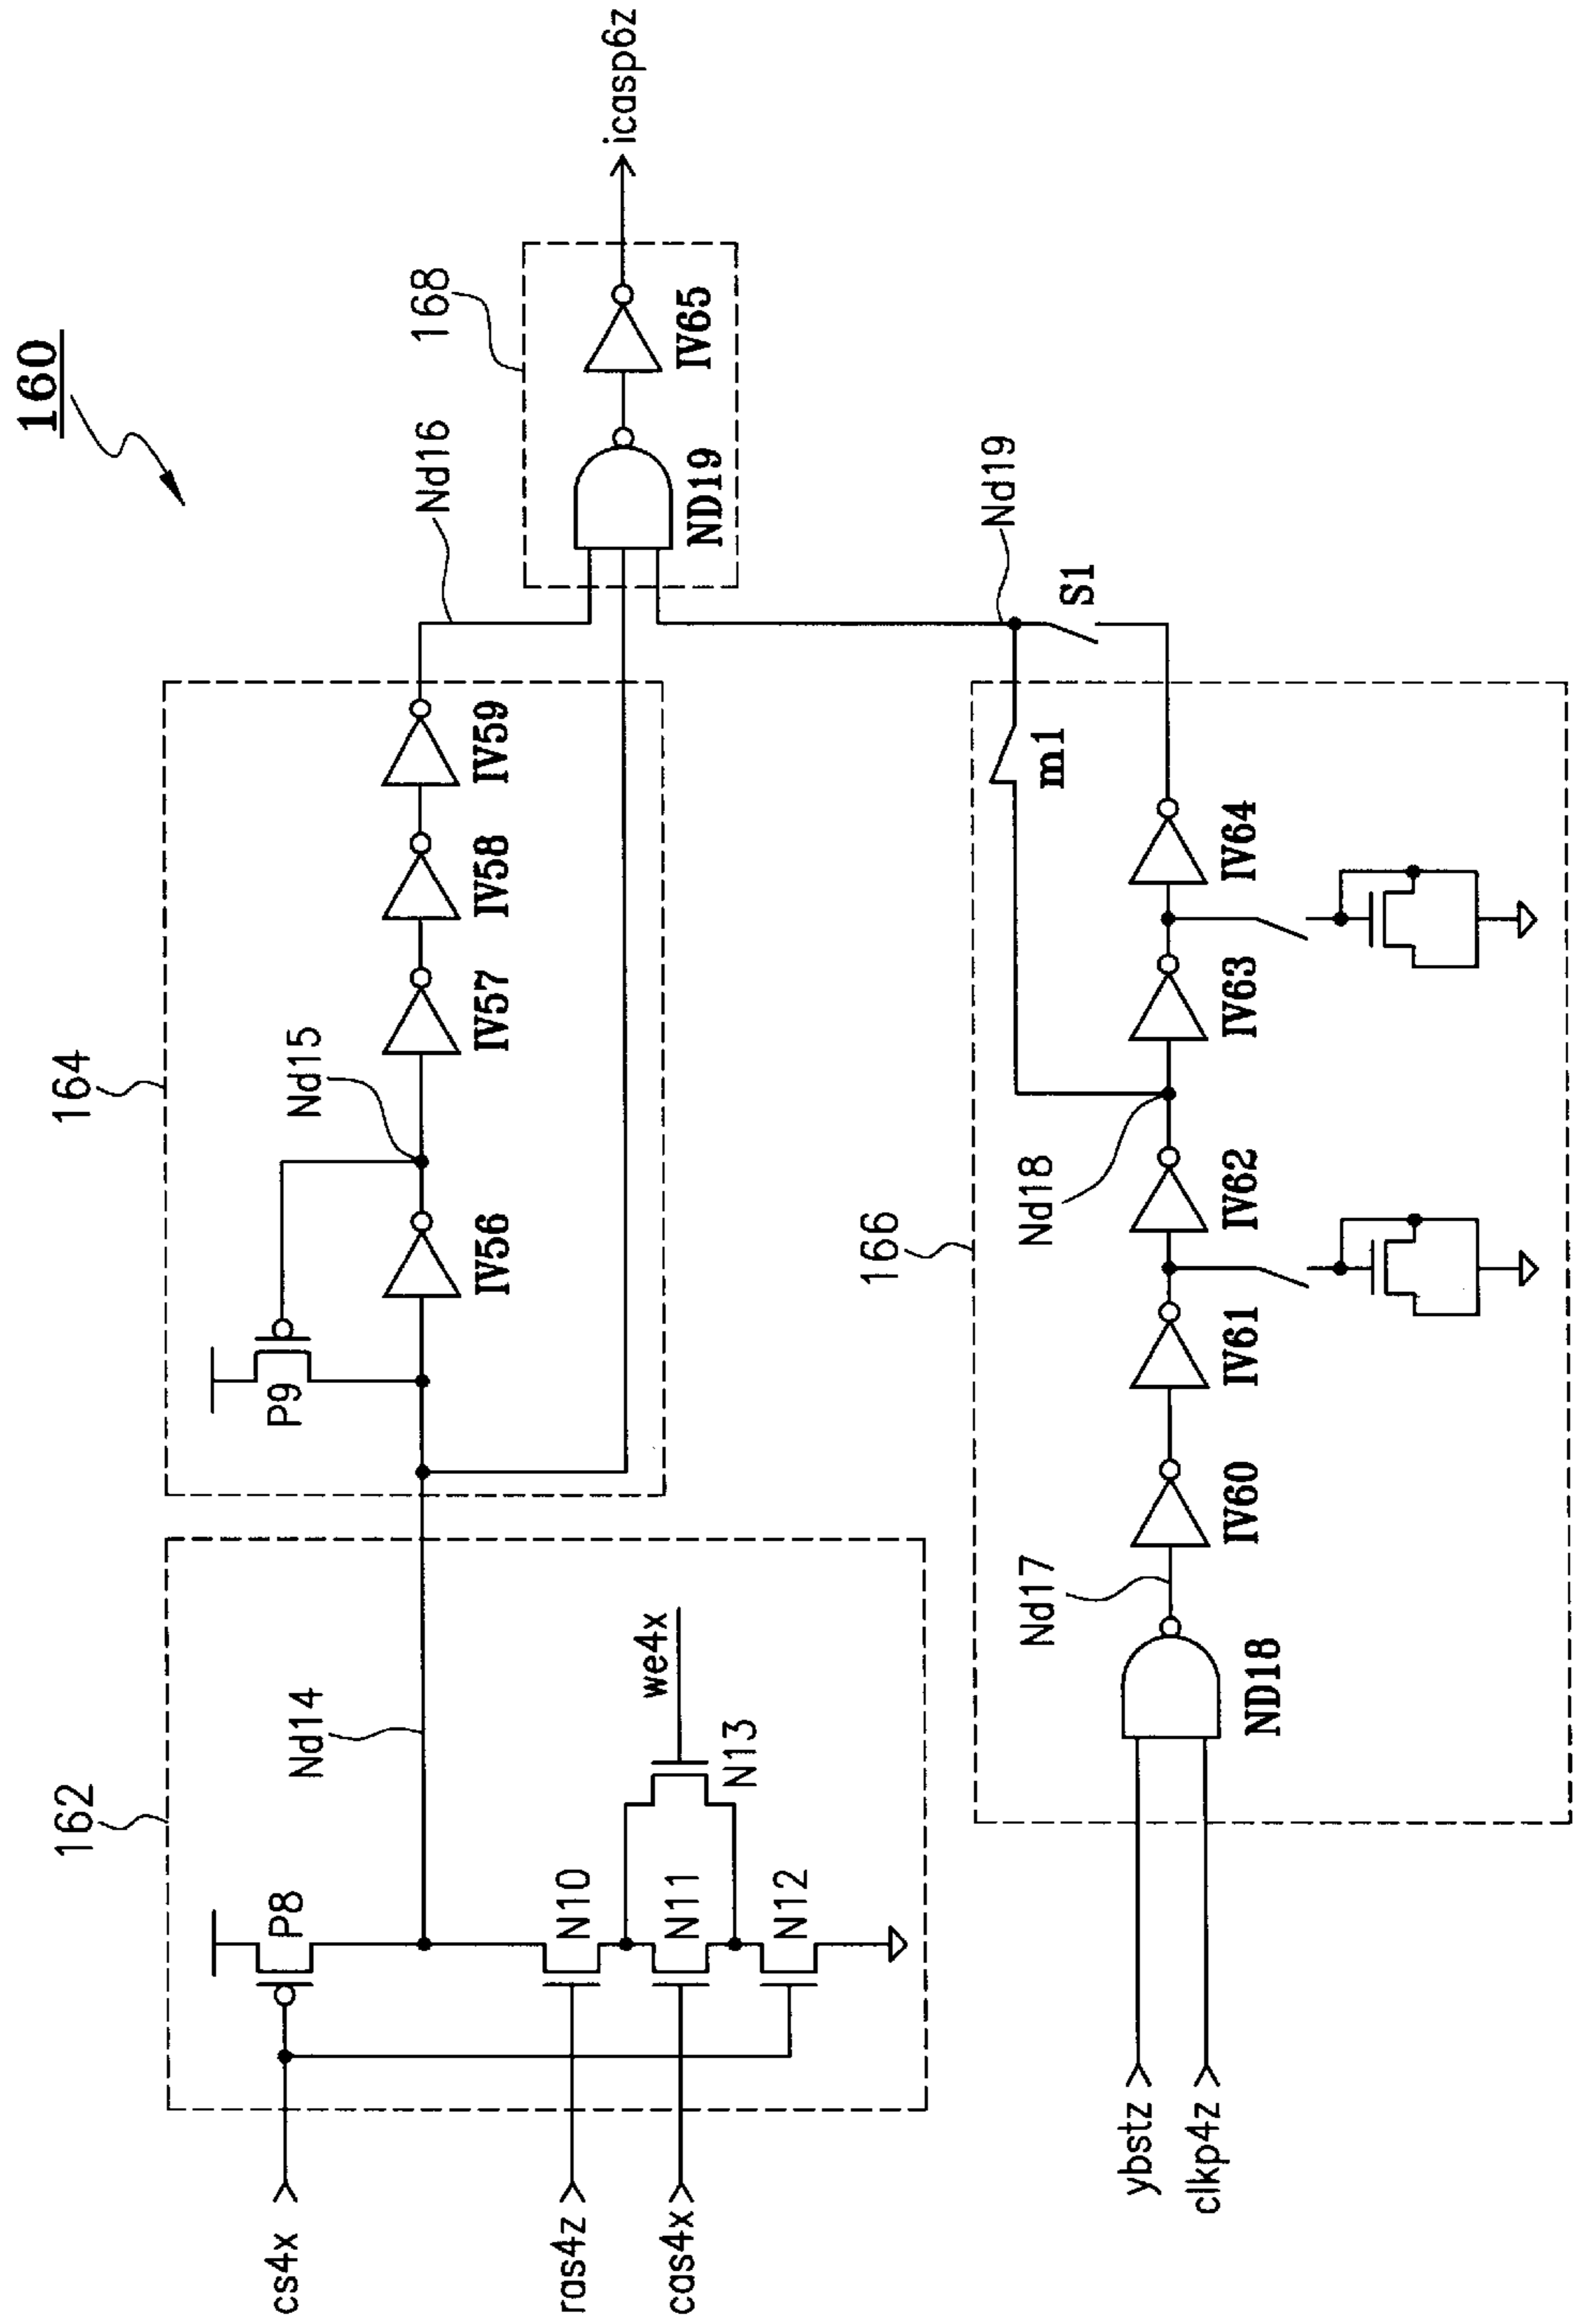 160
162
Nd14
cs4x
P8
ras4z
N10
cas4x
N11
N12
N13
we4x
164
P9
Nd15
IV56
IV57
IV58
IV59
Nd16
168
ND19
IV65
icasp6z
166
ybstz
clkp4z
ND18
Nd17
IV60
IV61
IV62
Nd18
IV63
IV64
m1
S1
Nd19